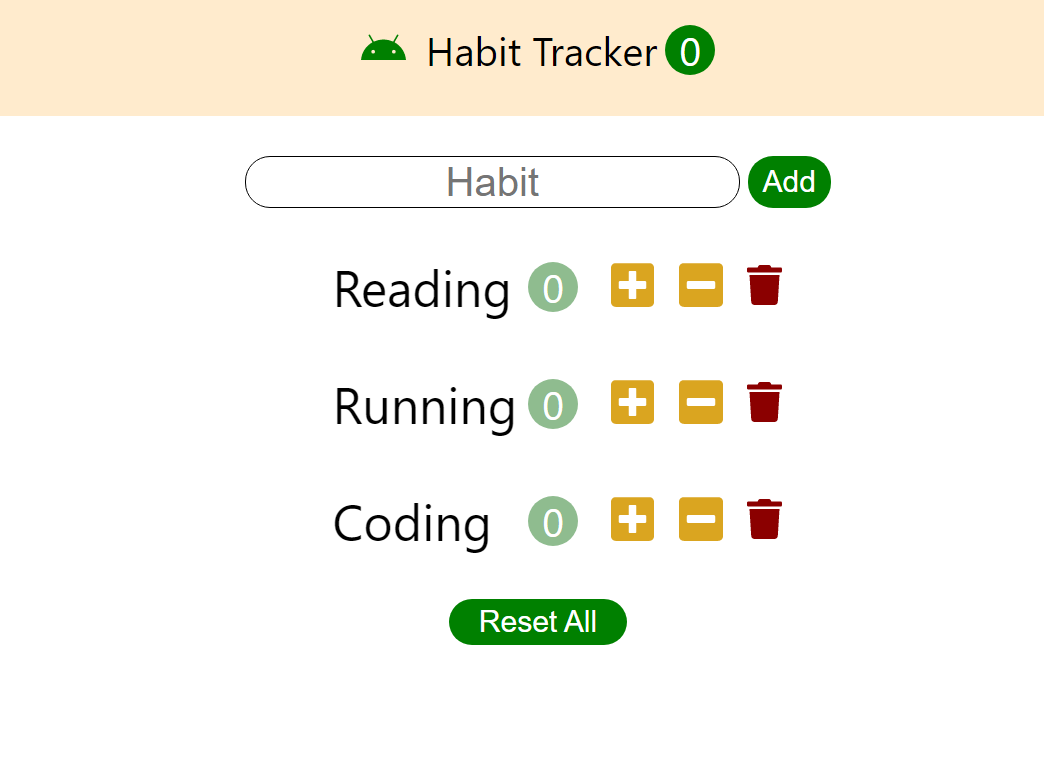 Habit Tracker 0
Habit Add
Reading 0
Running 0
Coding 0
Reset All